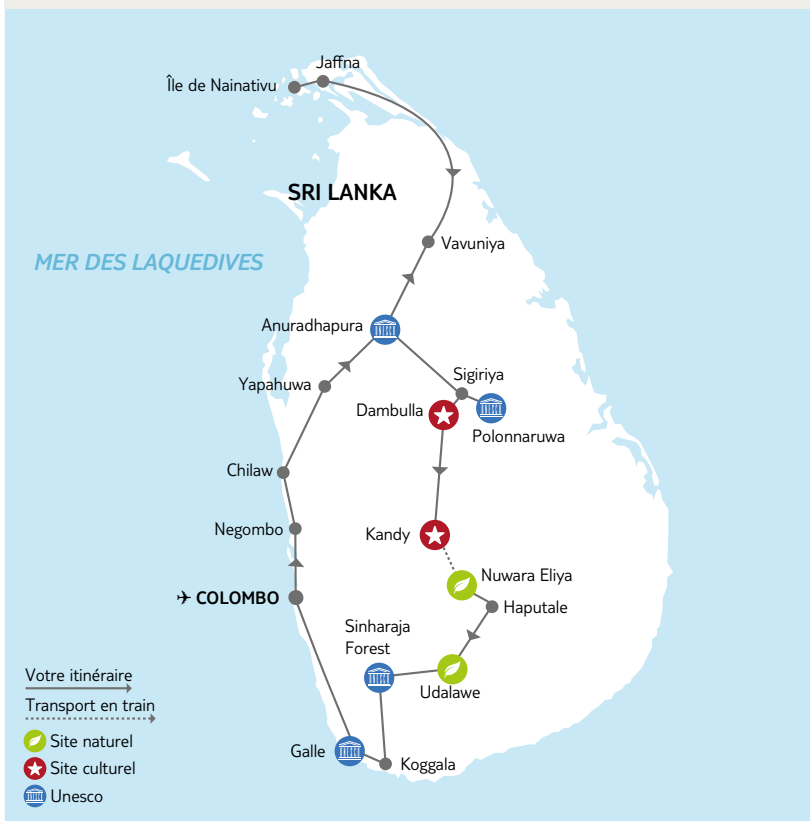 Jaffna
Île de Nainativu
SRI LANKA
Vavuniya
MER DES LAQUEDIVES
Anuradhapura
Sigiriya
Yapahuwa
Dambulla
Polonnaruwa
Chilaw
Negombo
Kandy
Nuwara Eliya
✈ COLOMBO
Haputale
Sinharaja
Forest
Udalawe
Galle
Koggala
Votre itinéraire
Transport en train
Site naturel
Site culturel
Unesco